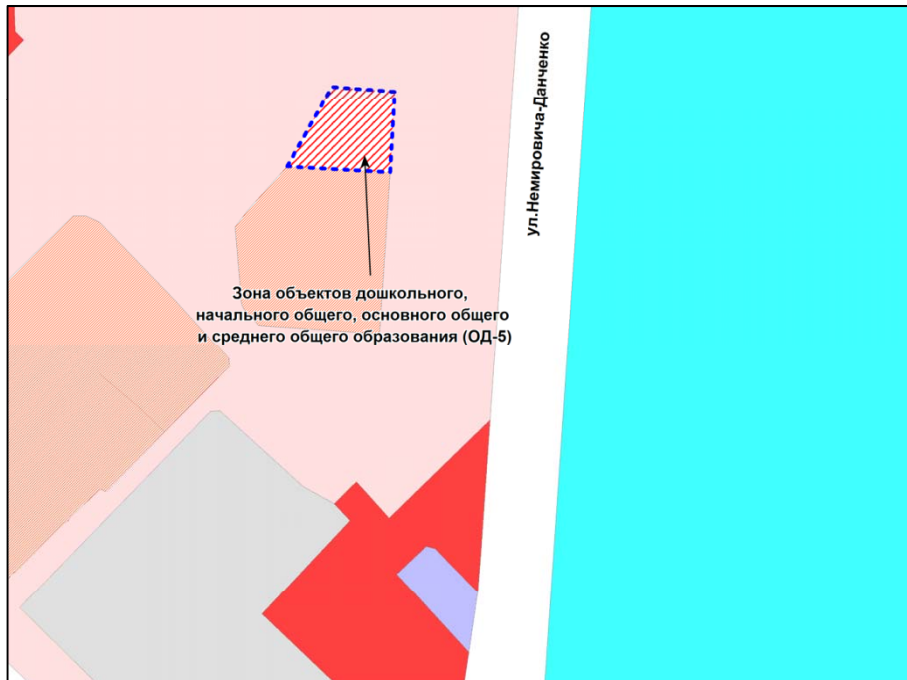 ул.Немировича-Данченко
Зона объектов дошкольного,
начального общего, основного общего
и среднего общего образования (ОД-5)